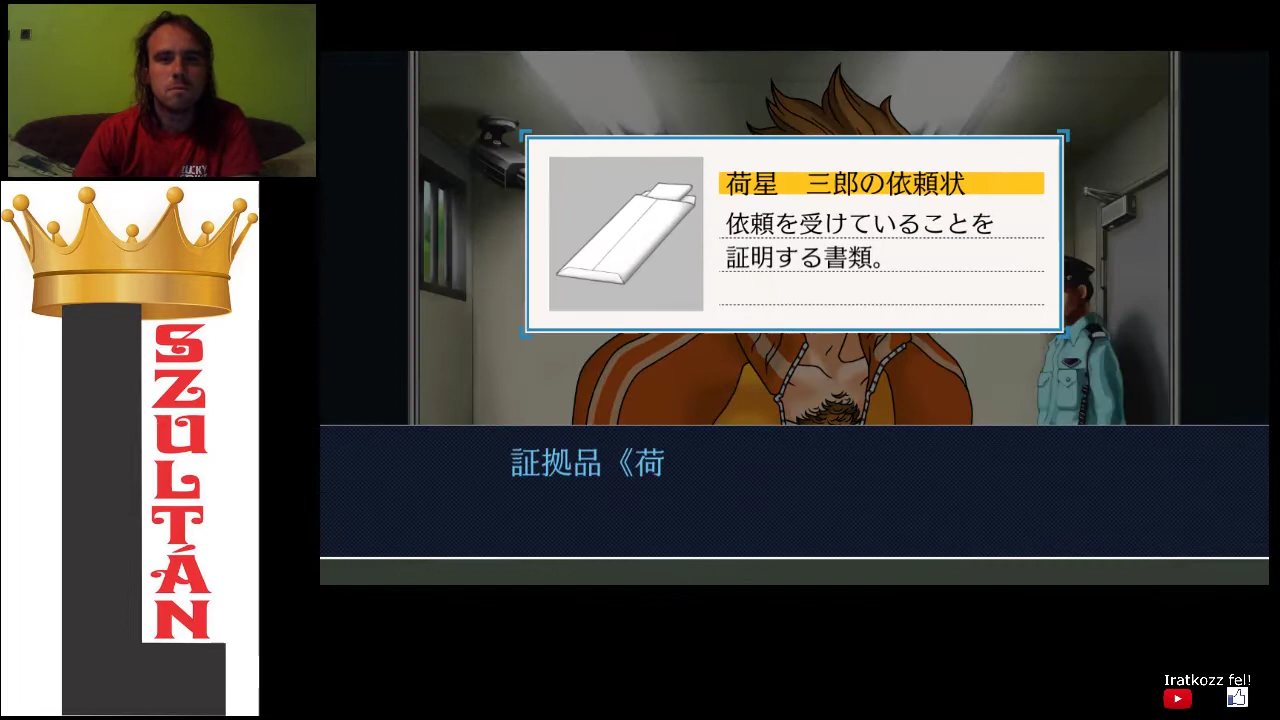 荷星　三郎の依頼状
依頼を受けていることを
証明する書類。
証拠品《荷
SZULTÁN
Iratkozz fel!